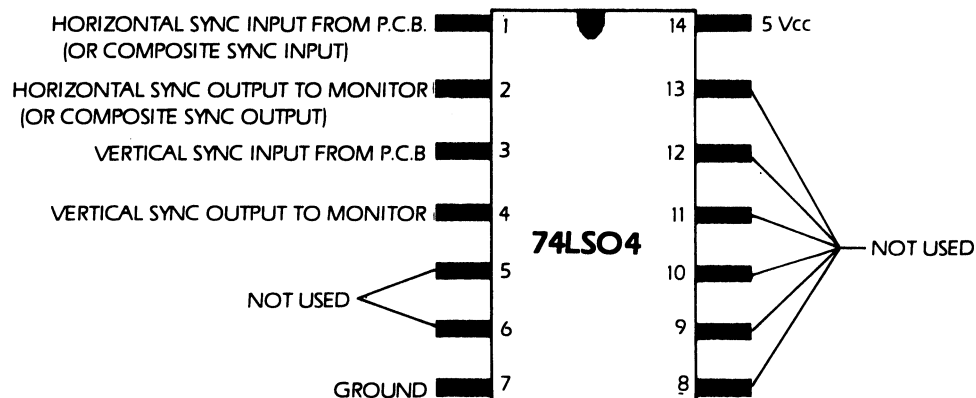 HORIZONTAL SYNC INPUT FROM P.C.B.
(OR COMPOSITE SYNC INPUT)
HORIZONTAL SYNC OUTPUT TO MONITOR
(OR COMPOSITE SYNC OUTPUT)
VERTICAL SYNC INPUT FROM P.C.B
VERTICAL SYNC OUTPUT TO MONITOR
NOT USED
GROUND
1
2
3
4
5
6
7
74LSO4
14
13
12
11
10
9
8
5 Vcc
NOT USED